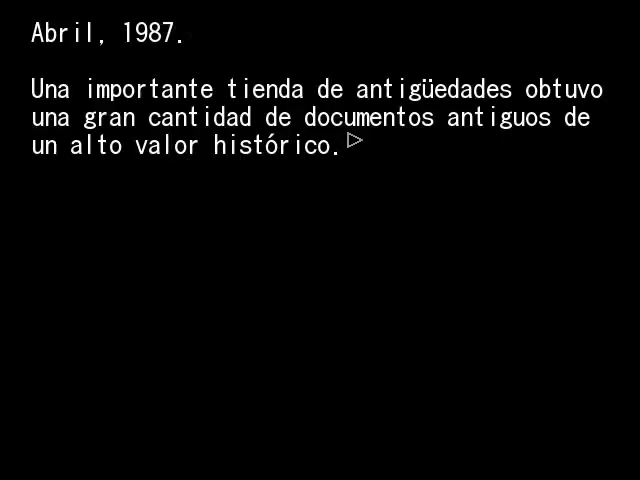 Abril, 1987.
Una importante tienda de antigüedades obtuvo
una gran cantidad de documentos antiguos de
un alto valor histórico.